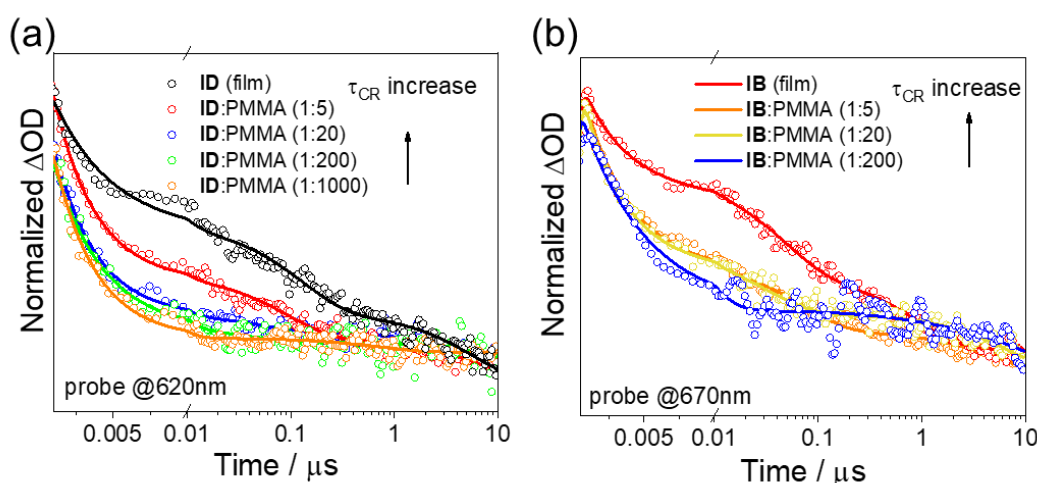 (a)
ID (film)
ID:PMMA (1:5)
ID:PMMA (1:20)
ID:PMMA (1:200)
ID:PMMA (1:1000)
τCR increase
Normalized ΔOD
probe @620nm
0.005 0.01 0.1 1 10
Time / μs
(b)
IB (film)
IB:PMMA (1:5)
IB:PMMA (1:20)
IB:PMMA (1:200)
τCR increase
Normalized ΔOD
probe @670nm
0.005 0.01 0.1 1 10
Time / μs